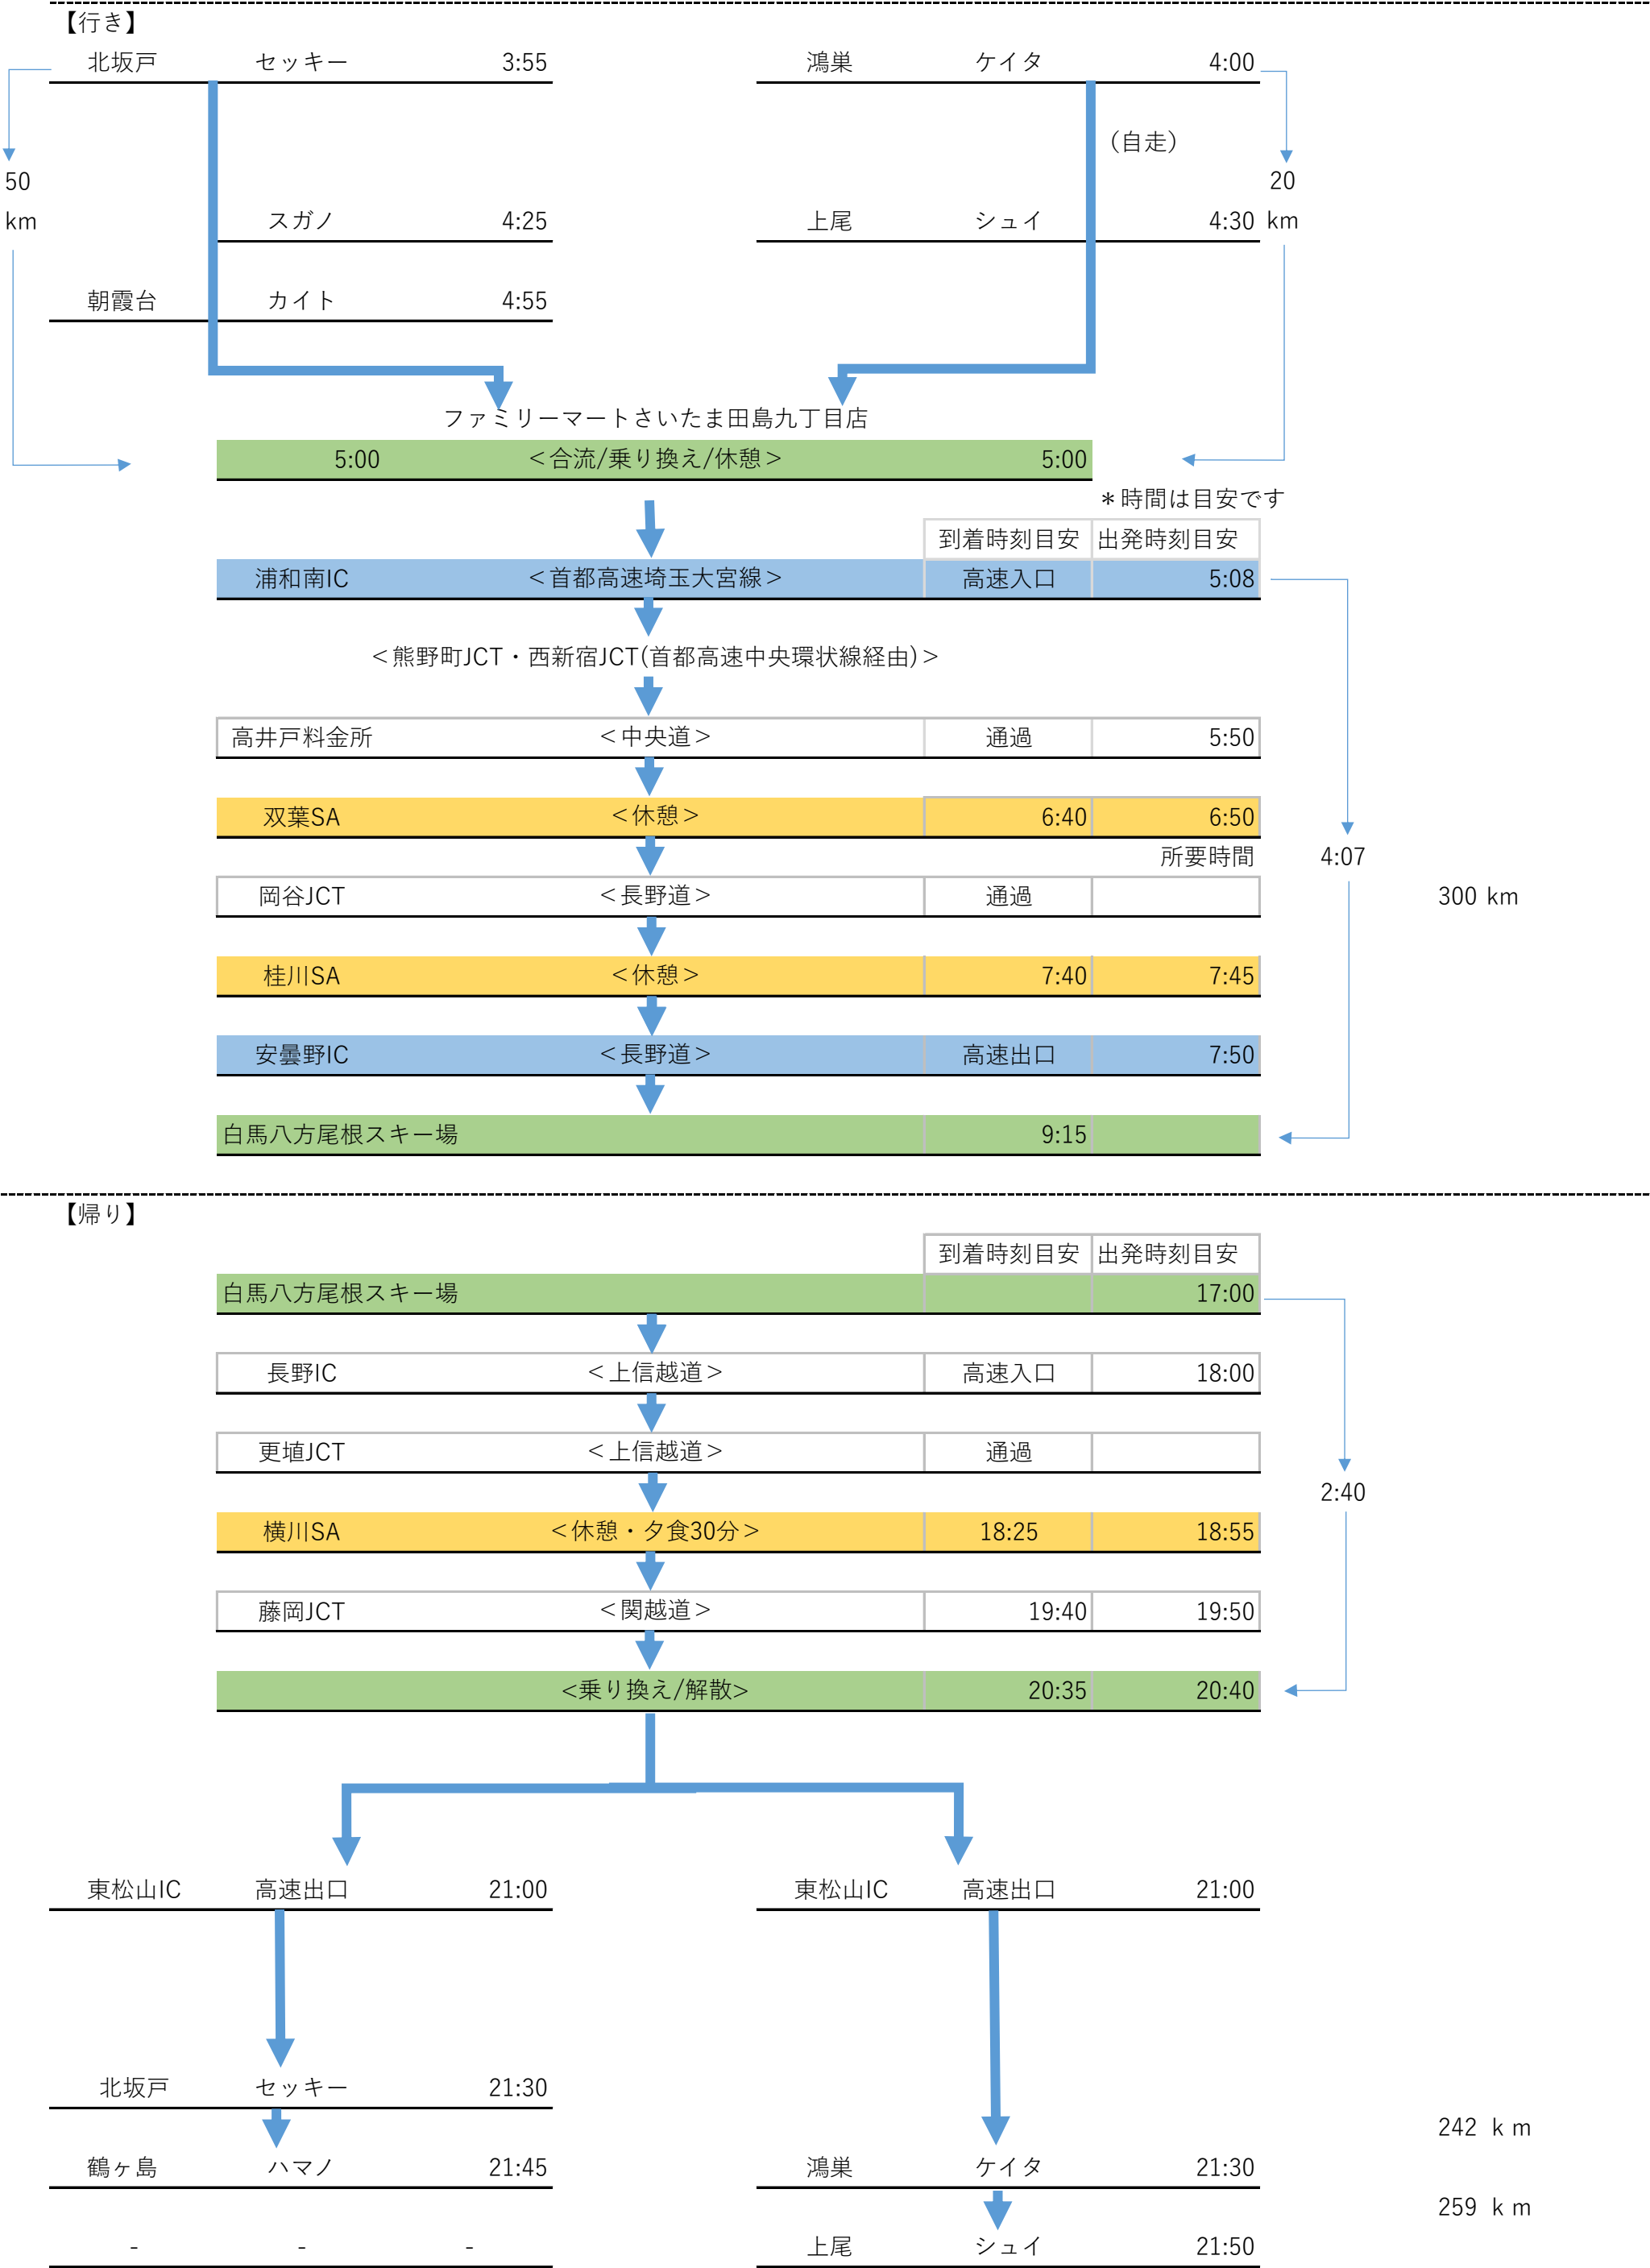 【行き】
北坂戸 セッキー 3:55 鴻巣 ケイタ 4:00
（自走）
50 20
km スガノ 4:25 上尾 シュイ 4:30 km
朝霞台 カイト 4:55
ファミリーマートさいたま田島九丁目店
5:00 ＜合流/乗り換え/休憩＞ 5:00
＊時間は目安です
到着時刻目安 出発時刻目安
浦和南IC ＜首都高速埼玉大宮線＞ 高速入口 5:08
＜熊野町JCT・西新宿JCT(首都高速中央環状線経由)＞
高井戸料金所 ＜中央道＞ 通過 5:50
双葉SA ＜休憩＞ 6:40 6:50
所要時間 4:07
岡谷JCT ＜長野道＞ 通過 300 km
桂川SA ＜休憩＞ 7:40 7:45
安曇野IC ＜長野道＞ 高速出口 7:50
白馬八方尾根スキー場 9:15
【帰り】
到着時刻目安 出発時刻目安
白馬八方尾根スキー場 17:00
長野IC ＜上信越道＞ 高速入口 18:00
更埴JCT ＜上信越道＞ 通過
2:40
横川SA ＜休憩・夕食30分＞ 18:25 18:55
藤岡JCT ＜関越道＞ 19:40 19:50
<乗り換え/解散> 20:35 20:40
東松山IC 高速出口 21:00 東松山IC 高速出口 21:00
北坂戸 セッキー 21:30
242 ｋｍ
鶴ヶ島 ハマノ 21:45 鴻巣 ケイタ 21:30
259 ｋｍ
- - - 上尾 シュイ 21:50